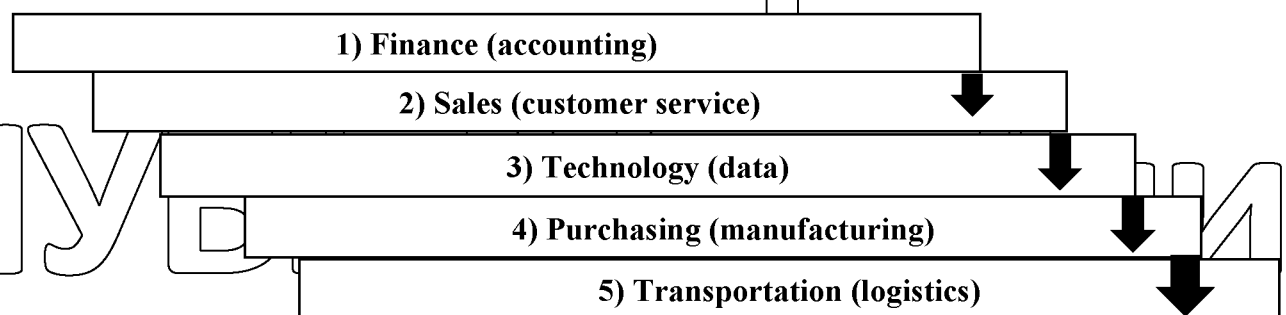 1) Finance (accounting)
2) Sales (customer service)
3) Technology (data)
4) Purchasing (manufacturing)
5) Transportation (logistics)